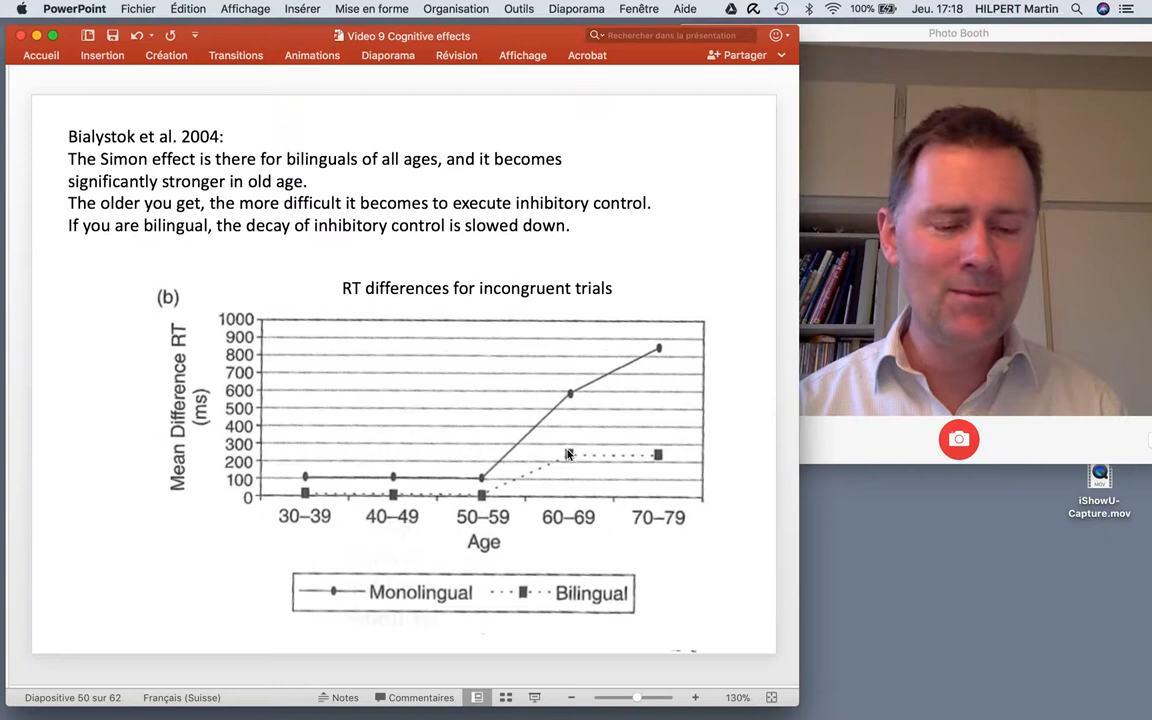 PowerPoint Fichier Édition Affichage Insérer Mise en forme Organisation Outils Diaporama Fenêtre Aide 100% Jeu. 17:18 HILPERT Martin
Video 9 Cognitive effects
Rechercher dans la présentation
Photo Booth
Accueil Insertion Création Transitions Animations Diaporama Révision Affichage Acrobat Partager
Bialystok et al. 2004:
The Simon effect is there for bilinguals of all ages, and it becomes
significantly stronger in old age.
The older you get, the more difficult it becomes to execute inhibitory control.
If you are bilingual, the decay of inhibitory control is slowed down.
(b)
RT differences for incongruent trials
Mean Difference RT
(ms)
1000
900
800
700
600
500
400
300
200
100
0
30–39 40–49 50–59 60–69 70–79
Age
Monolingual Bilingual
MOV
iShowU-
Capture.mov
Diapositive 50 sur 62 Français (Suisse) Notes Commentaires 130%